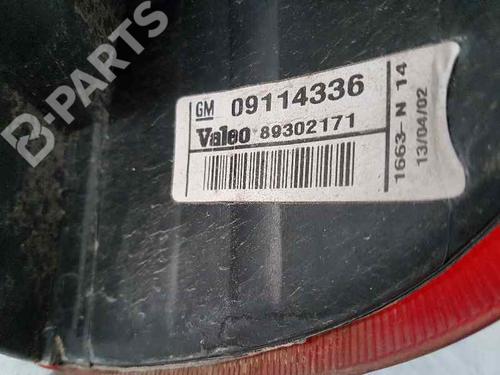 B-PARTS
GM 09114336
Valeo 89302171
1663- N 14
13/04/02